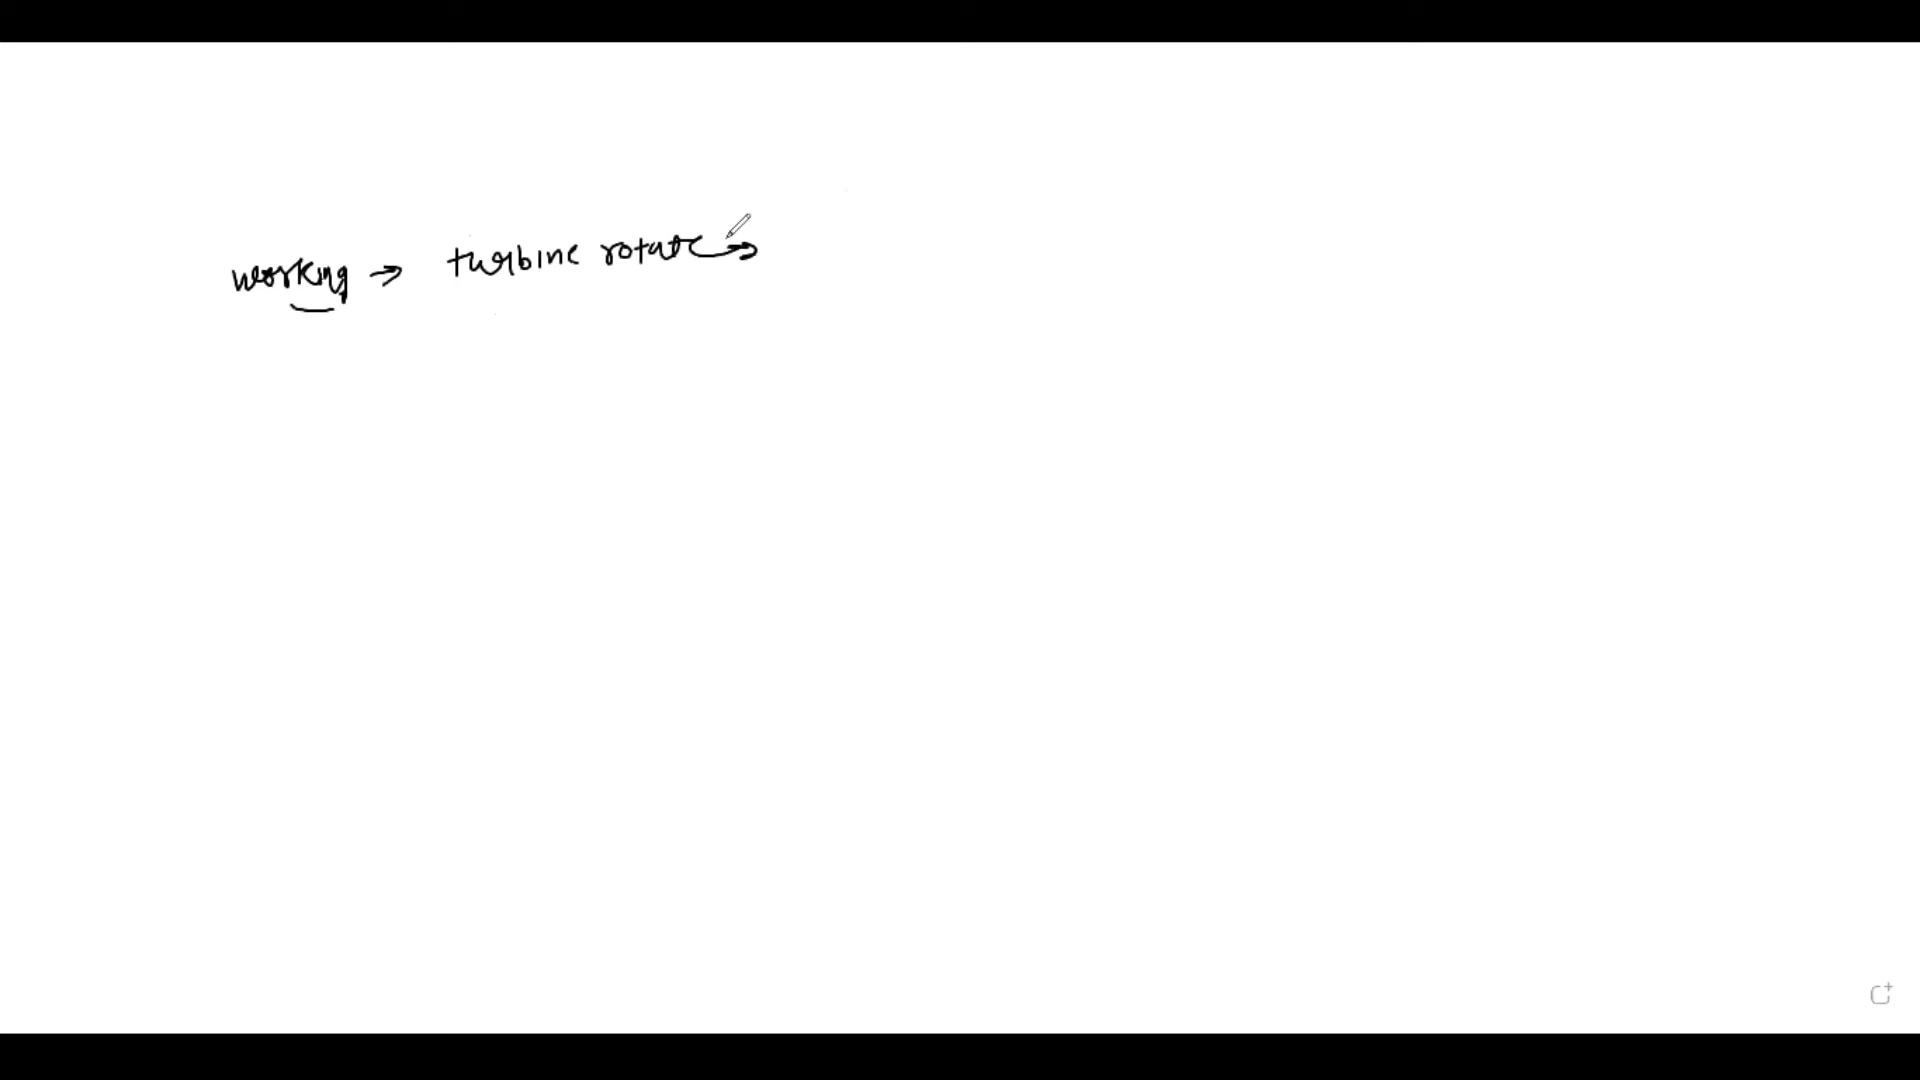 working → turbine rotate →